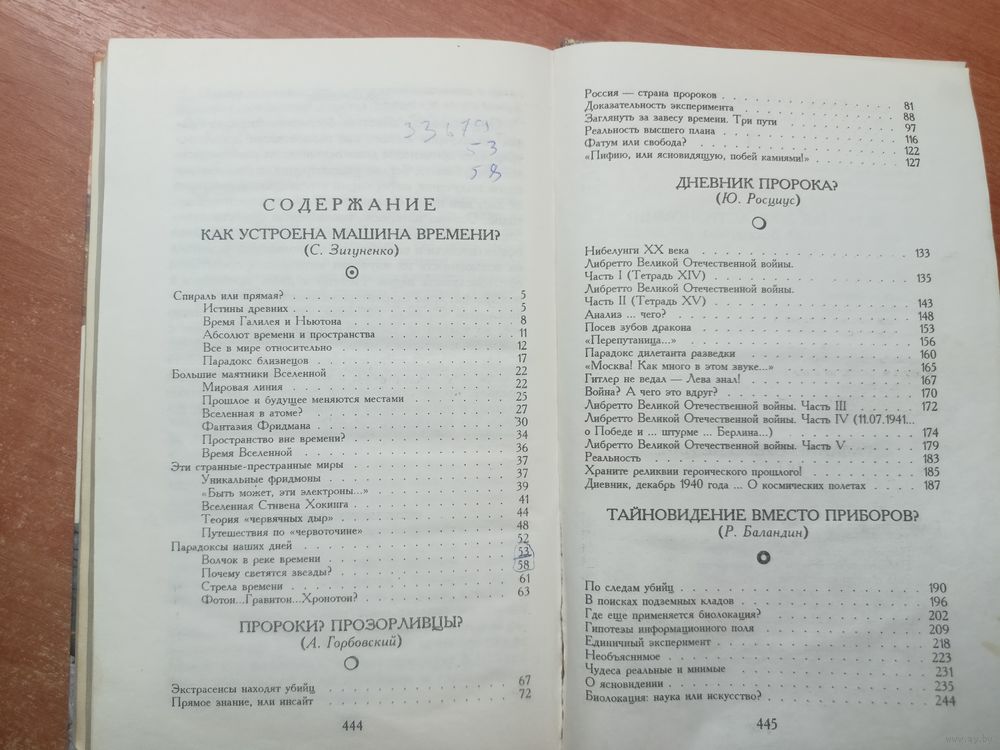 33 679
53
58
СОДЕРЖАНИЕ
КАК УСТРОЕНА МАШИНА ВРЕМЕНИ?
(С. Зигуненко)
Спираль или прямая? . . . 5
Истины древних . . . 5
Время Галилея и Ньютона . . . 8
Абсолют времени и пространства . . . 11
Все в мире относительно . . . 12
Парадокс близнецов . . . 17
Большие маятники Вселенной . . . 22
Мировая линия . . . 22
Прошлое и будущее меняются местами . . . 25
Вселенная в атоме? . . . 27
Фантазия Фридмана . . . 30
Пространство вне времени? . . . 34
Время Вселенной . . . 36
Эти странные-престранные миры . . . 37
Уникальные фридмоны . . . 37
«Быть может, эти электроны...» . . . 39
Вселенная Стивена Хокинга . . . 41
Теория «червячных дыр» . . . 44
Путешествия по «червоточине» . . . 48
Парадоксы наших дней . . . 52
Волчок в реке времени . . . 53
Почему светятся звезды? . . . 58
Стрела времени . . . 61
Фотон...Гравитон...Хронотон? . . . 63
ПРОРОКИ? ПРОЗОРЛИВЦЫ?
(А. Горбовский)
Экстрасенсы находят убийц . . . 67
Прямое знание, или инсайт . . . 72
444
Россия — страна пророков . . . 81
Доказательность эксперимента . . . 88
Заглянуть за завесу времени. Три пути . . . 97
Реальность высшего плана . . . 116
Фатум или свобода? . . . 122
«Пифию, или ясновидящую, побей камнями!» . . . 127
ДНЕВНИК ПРОРОКА?
(Ю. Росциус)
Нибелунги XX века . . . 133
Либретто Великой Отечественной войны.
Часть I (Тетрадь XIV) . . . 135
Либретто Великой Отечественной войны.
Часть II (Тетрадь XV) . . . 143
Анализ ... чего? . . . 148
Посев зубов дракона . . . 153
«Перепутаница...» . . . 156
Парадокс дилетанта разведки . . . 160
«Москва! Как много в этом звуке...» . . . 165
Гитлер не ведал — Лева знал! . . . 167
Война? А чего это вдруг? . . . 170
Либретто Великой Отечественной войны. Часть III . . . 172
Либретто Великой Отечественной войны. Часть IV (11.07.1941...
о Победе и ... штурме ... Берлина...) . . . 174
Либретто Великой Отечественной войны. Часть V . . . 179
Реальность . . . 183
Храните реликвии героического прошлого! . . . 185
Дневник, декабрь 1940 года ... О космических полетах . . . 187
ТАЙНОВИДЕНИЕ ВМЕСТО ПРИБОРОВ?
(Р. Баландин)
По следам убийц . . . 190
В поисках подземных кладов . . . 196
Где еще применяется биолокация? . . . 202
Гипотезы информационного поля . . . 209
Единичный эксперимент . . . 218
Необъяснимое . . . 223
Чудеса реальные и мнимые . . . 231
О ясновидении . . . 235
Биолокация: наука или искусство? . . . 244
445
www.ay.by